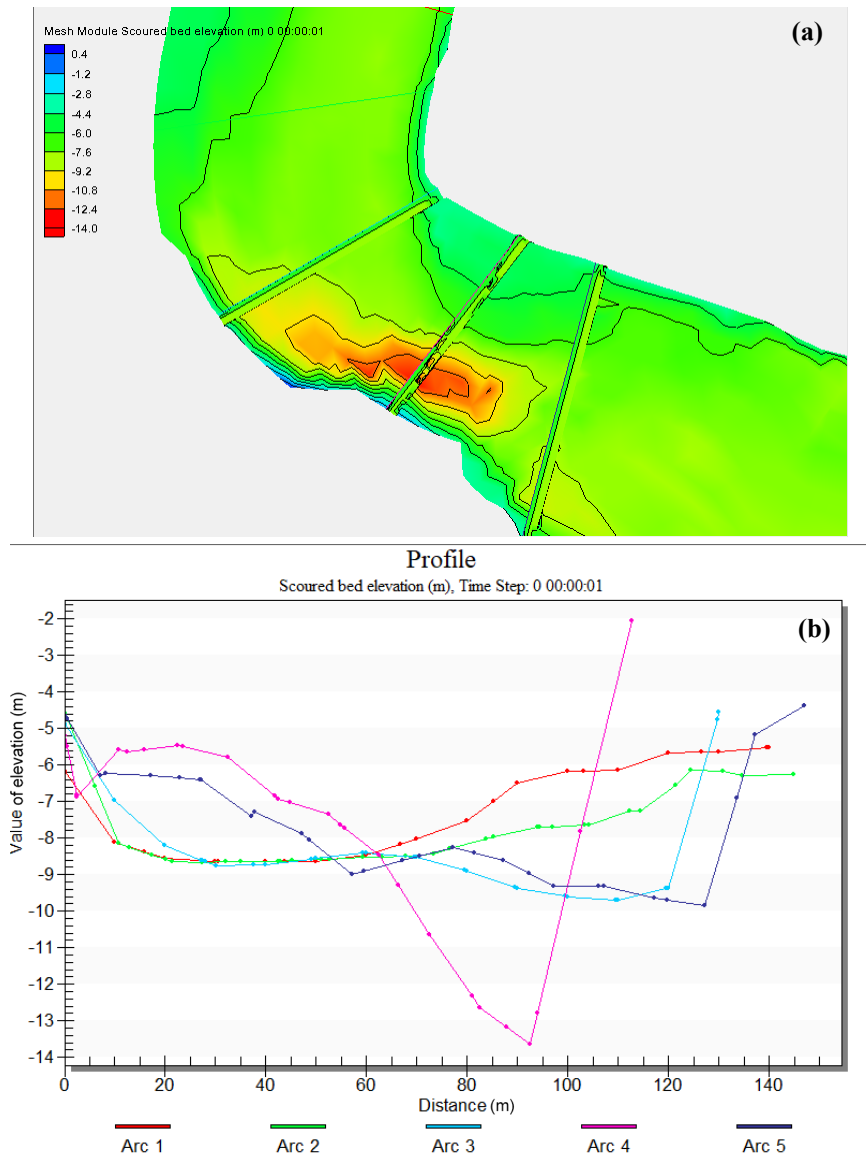 (a)
Mesh Module Scoured bed elevation (m) 0 00:00:01
0.4
-1.2
-2.8
-4.4
-6.0
-7.6
-9.2
-10.8
-12.4
-14.0
Profile
Scoured bed elevation (m), Time Step: 0 00:00:01
(b)
Value of elevation (m)
-2
-3
-4
-5
-6
-7
-8
-9
-10
-11
-12
-13
-14
0 20 40 60 80 100 120 140
Distance (m)
Arc 1 Arc 2 Arc 3 Arc 4 Arc 5